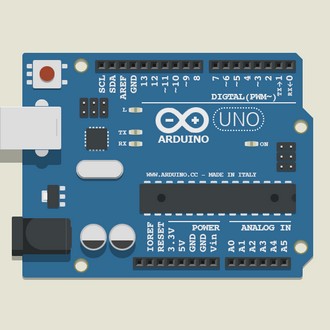 SCL
SDA
AREF
GND
13
12
~11
~10
~9
8
7
~6
~5
4
~3
2
TX→1
RX←0
DIGTAL(PWM~)
L
TX
RX
ARDUINO
UNO
ON
WWW.ARDUINO.CC - MADE IN ITALY
POWER
ANALOG IN
IOREF
RESET
3.3V
5V
GND
GND
Vin
A0
A1
A2
A3
A4
A5